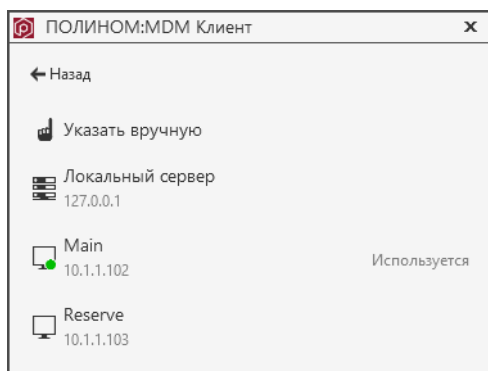 ПОЛИНОМ:MDM Клиент
Назад
Указать вручную
Локальный сервер
127.0.0.1
Main
10.1.1.102
Используется
Reserve
10.1.1.103